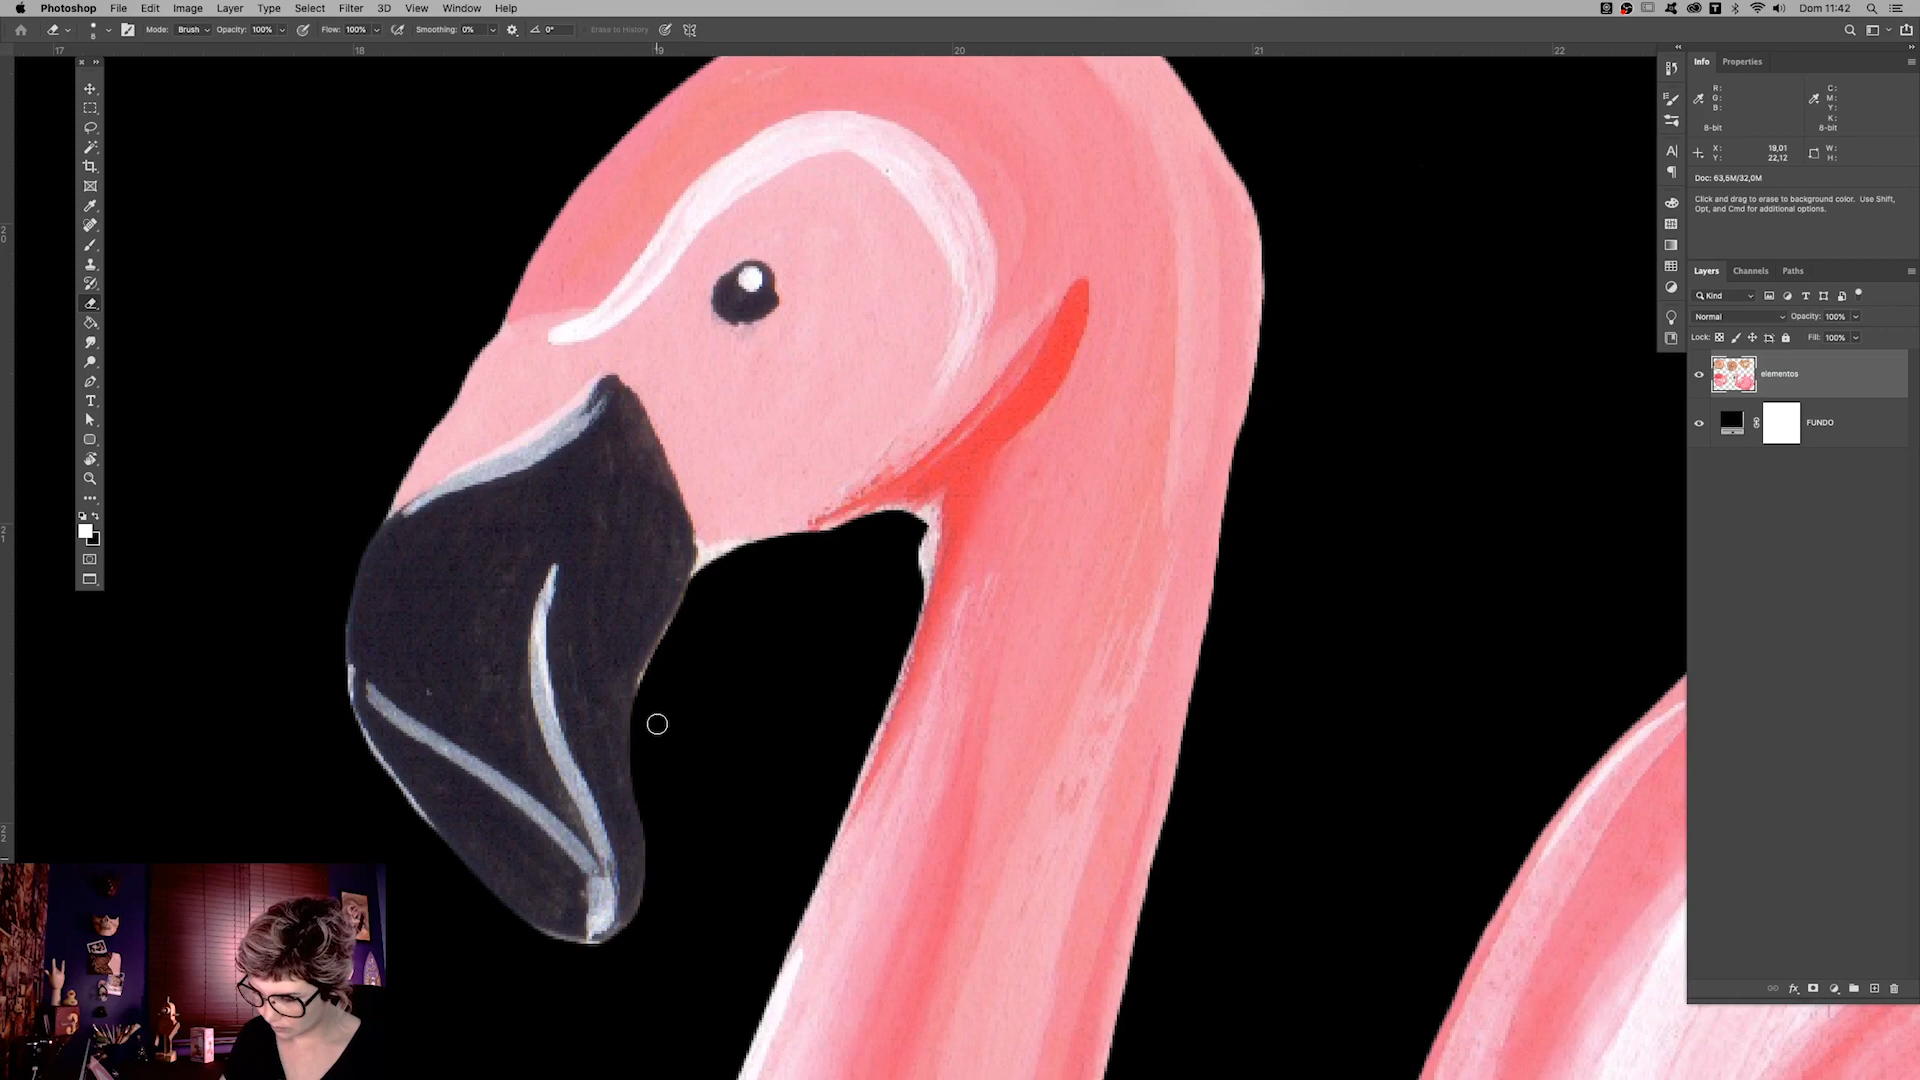 Photoshop File Edit Image Layer Type Select Filter 3D View Window Help Dom 11:42
8 Mode: Brush Opacity: 100% Flow: 100% Smoothing: 0% 0° Erase to History
17 18 19 20 21 22
Info Properties
R: C:
G: M:
B: Y:
K:
8-bit 8-bit
X: 19,01 W:
Y: 22,12 H:
Doc: 63,5M/32,0M
Click and drag to erase to background color. Use Shift,
Opt, and Cmd for additional options.
Layers Channels Paths
Kind
Normal Opacity: 100%
Lock: Fill: 100%
elementos
FUNDO
20
21
22